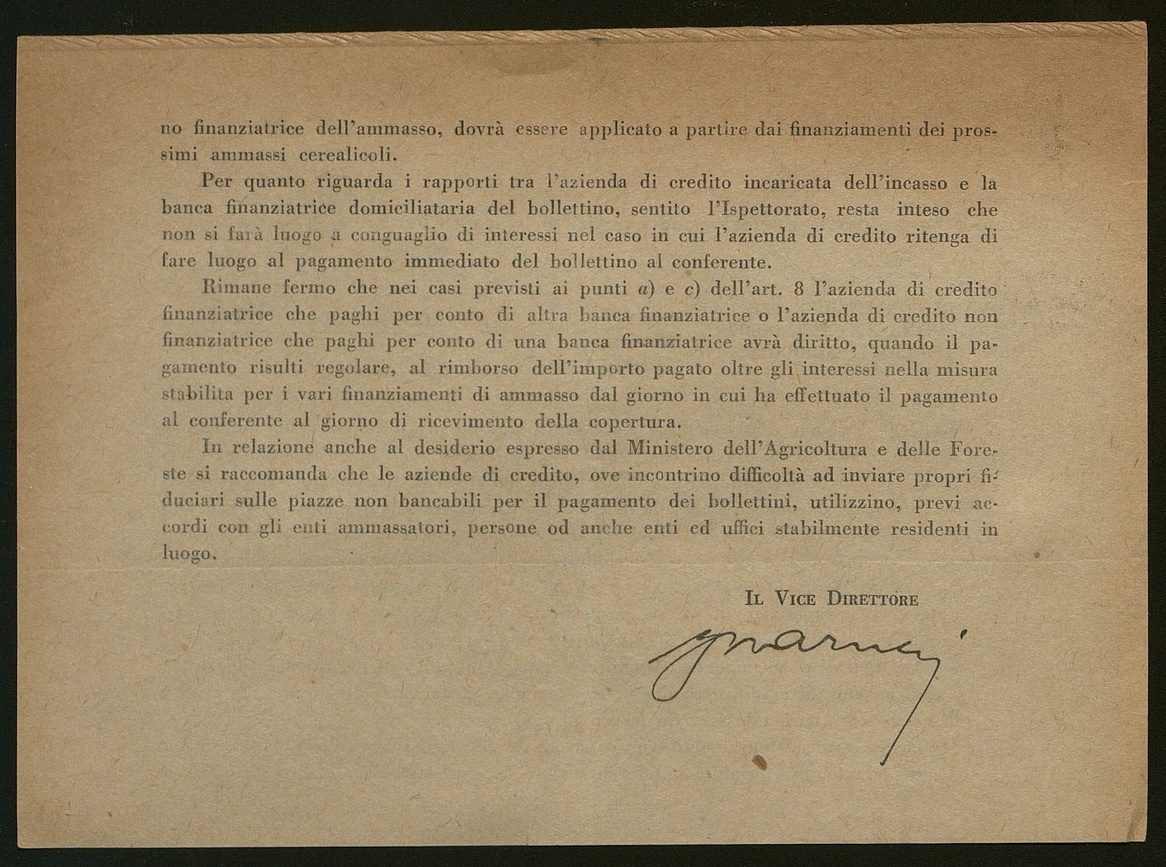 no finanziatrice dell'ammasso, dovrà essere applicato a partire dai finanziamenti dei pros-
simi ammassi cerealicoli.
Per quanto riguarda i rapporti tra l'azienda di credito incaricata dell'incasso e la
banca finanziatrice domiciliataria del bollettino, sentito l'Ispettorato, resta inteso che
non si farà luogo a conguaglio di interessi nel caso in cui l'azienda di credito ritenga di
fare luogo al pagamento immediato del bollettino al conferente.
Rimane fermo che nei casi previsti ai punti a) e c) dell'art. 8 l'azienda di credito
finanziatrice che paghi per conto di altra banca finanziatrice o l'azienda di credito non
finanziatrice che paghi per conto di una banca finanziatrice avrà diritto, quando il pa-
gamento risulti regolare, al rimborso dell'importo pagato oltre gli interessi nella misura
stabilita per i vari finanziamenti di ammasso dal giorno in cui ha effettuato il pagamento
al conferente al giorno di ricevimento della copertura.
In relazione anche al desiderio espresso dal Ministero dell'Agricoltura e delle Fore-
ste si raccomanda che le aziende di credito, ove incontrino difficoltà ad inviare propri fi-
duciari sulle piazze non bancabili per il pagamento dei bollettini, utilizzino, previ ac-
cordi con gli enti ammassatori, persone od anche enti ed uffici stabilmente residenti in
luogo.
Il Vice Direttore